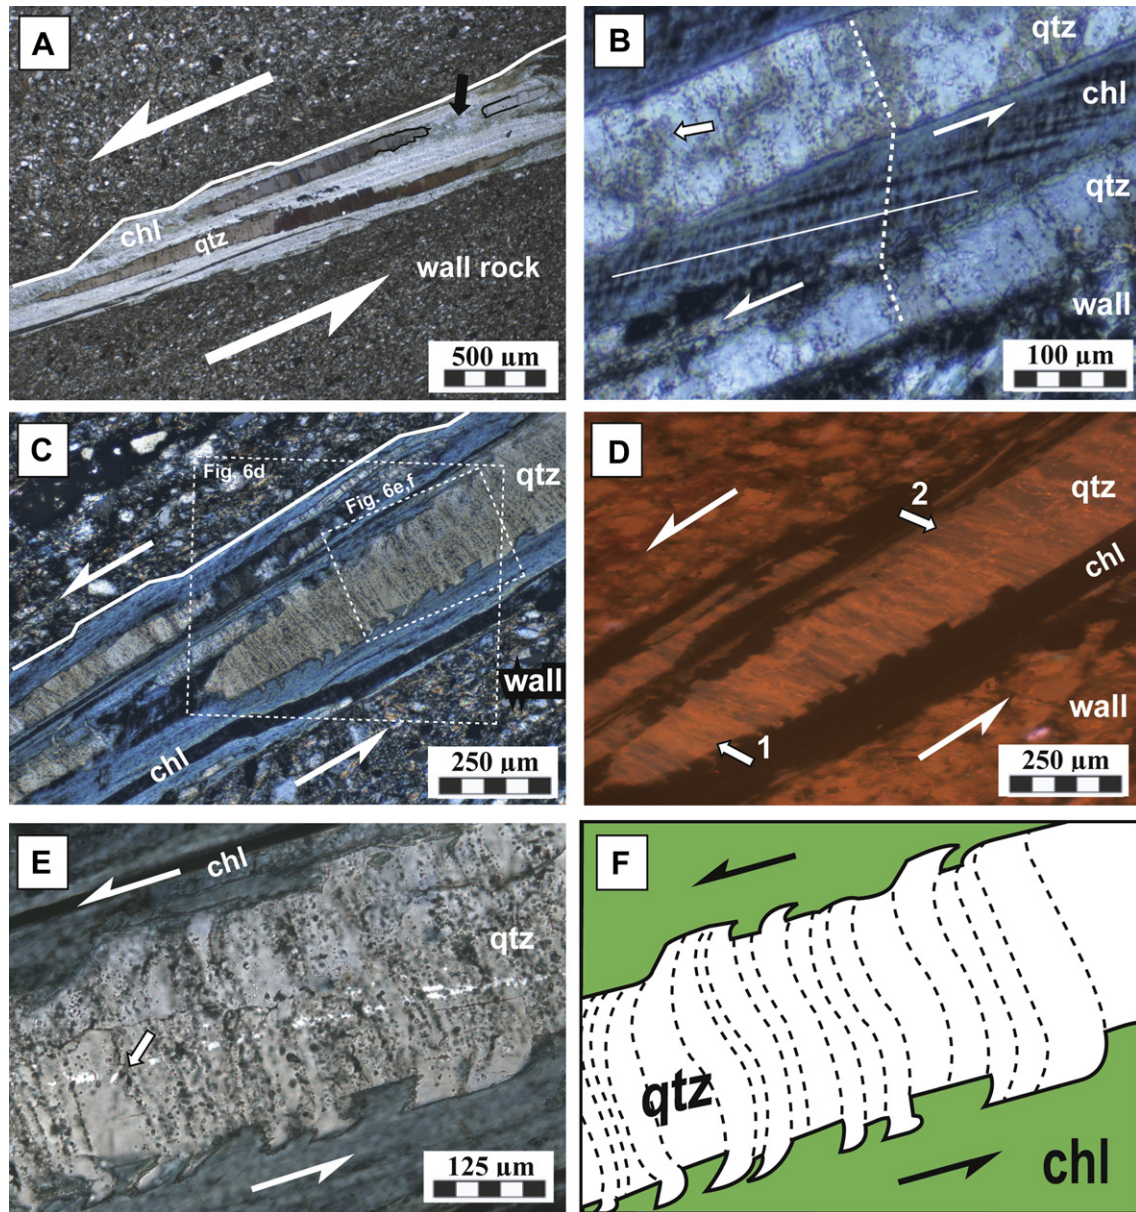 A
chl
qtz
wall rock
500 µm
B
qtz
chl
qtz
wall
100 µm
C
Fig. 6d
Fig. 6e,f
qtz
wall
chl
250 µm
D
2
qtz
chl
wall
1
250 µm
E
chl
qtz
125 µm
F
qtz
chl